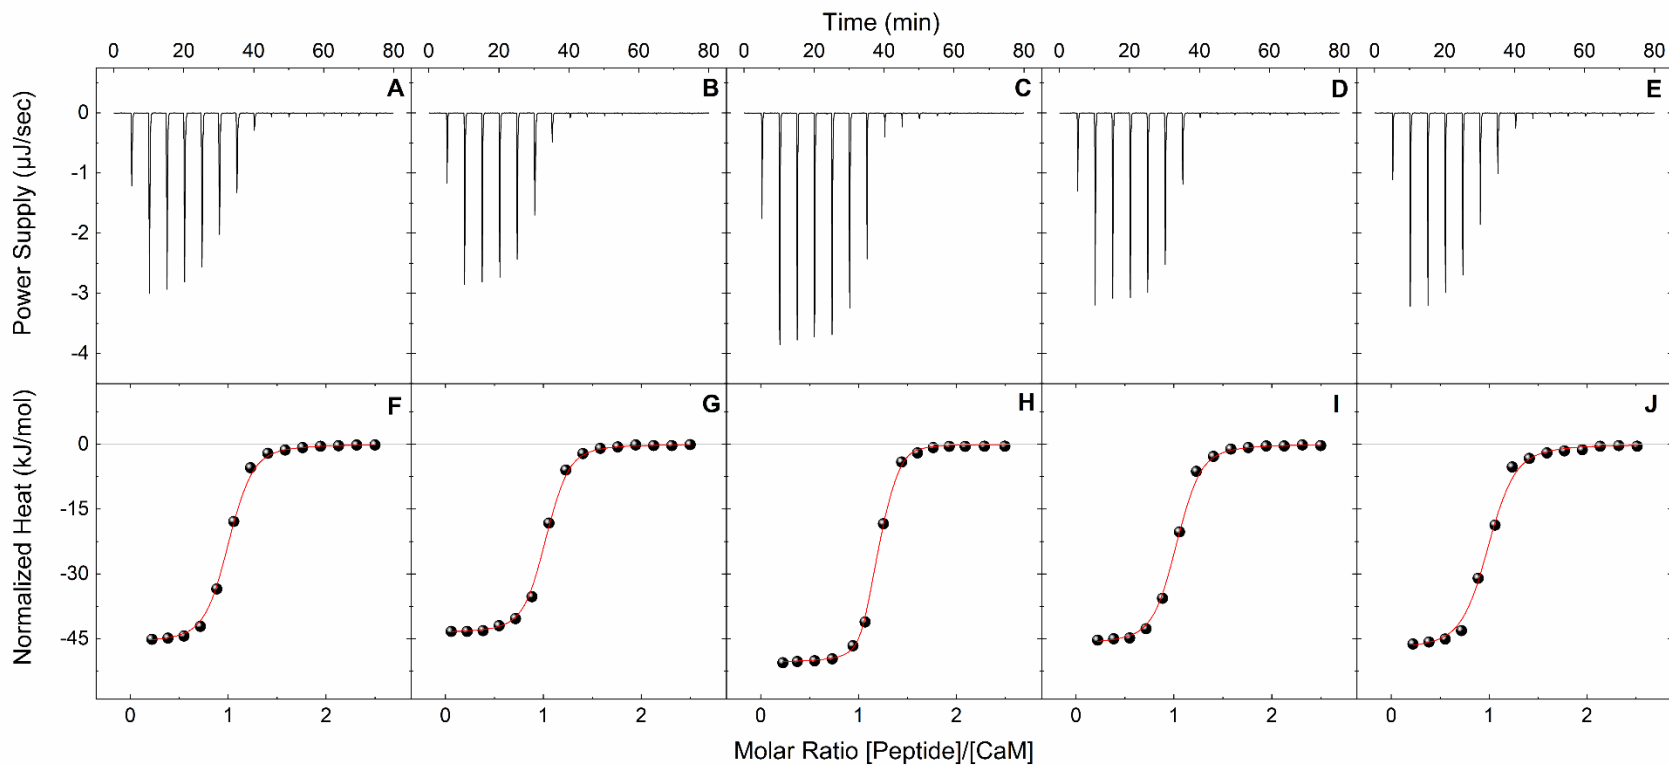 Time (min)
0 20 40 60 80 0 20 40 60 80 0 20 40 60 80 0 20 40 60 80 0 20 40 60 80
A B C D E
Power Supply (µJ/sec)
0
-1
-2
-3
-4
F G H I J
Normalized Heat (kJ/mol)
0
-15
-30
-45
0 1 2 0 1 2 0 1 2 0 1 2 0 1 2
Molar Ratio [Peptide]/[CaM]